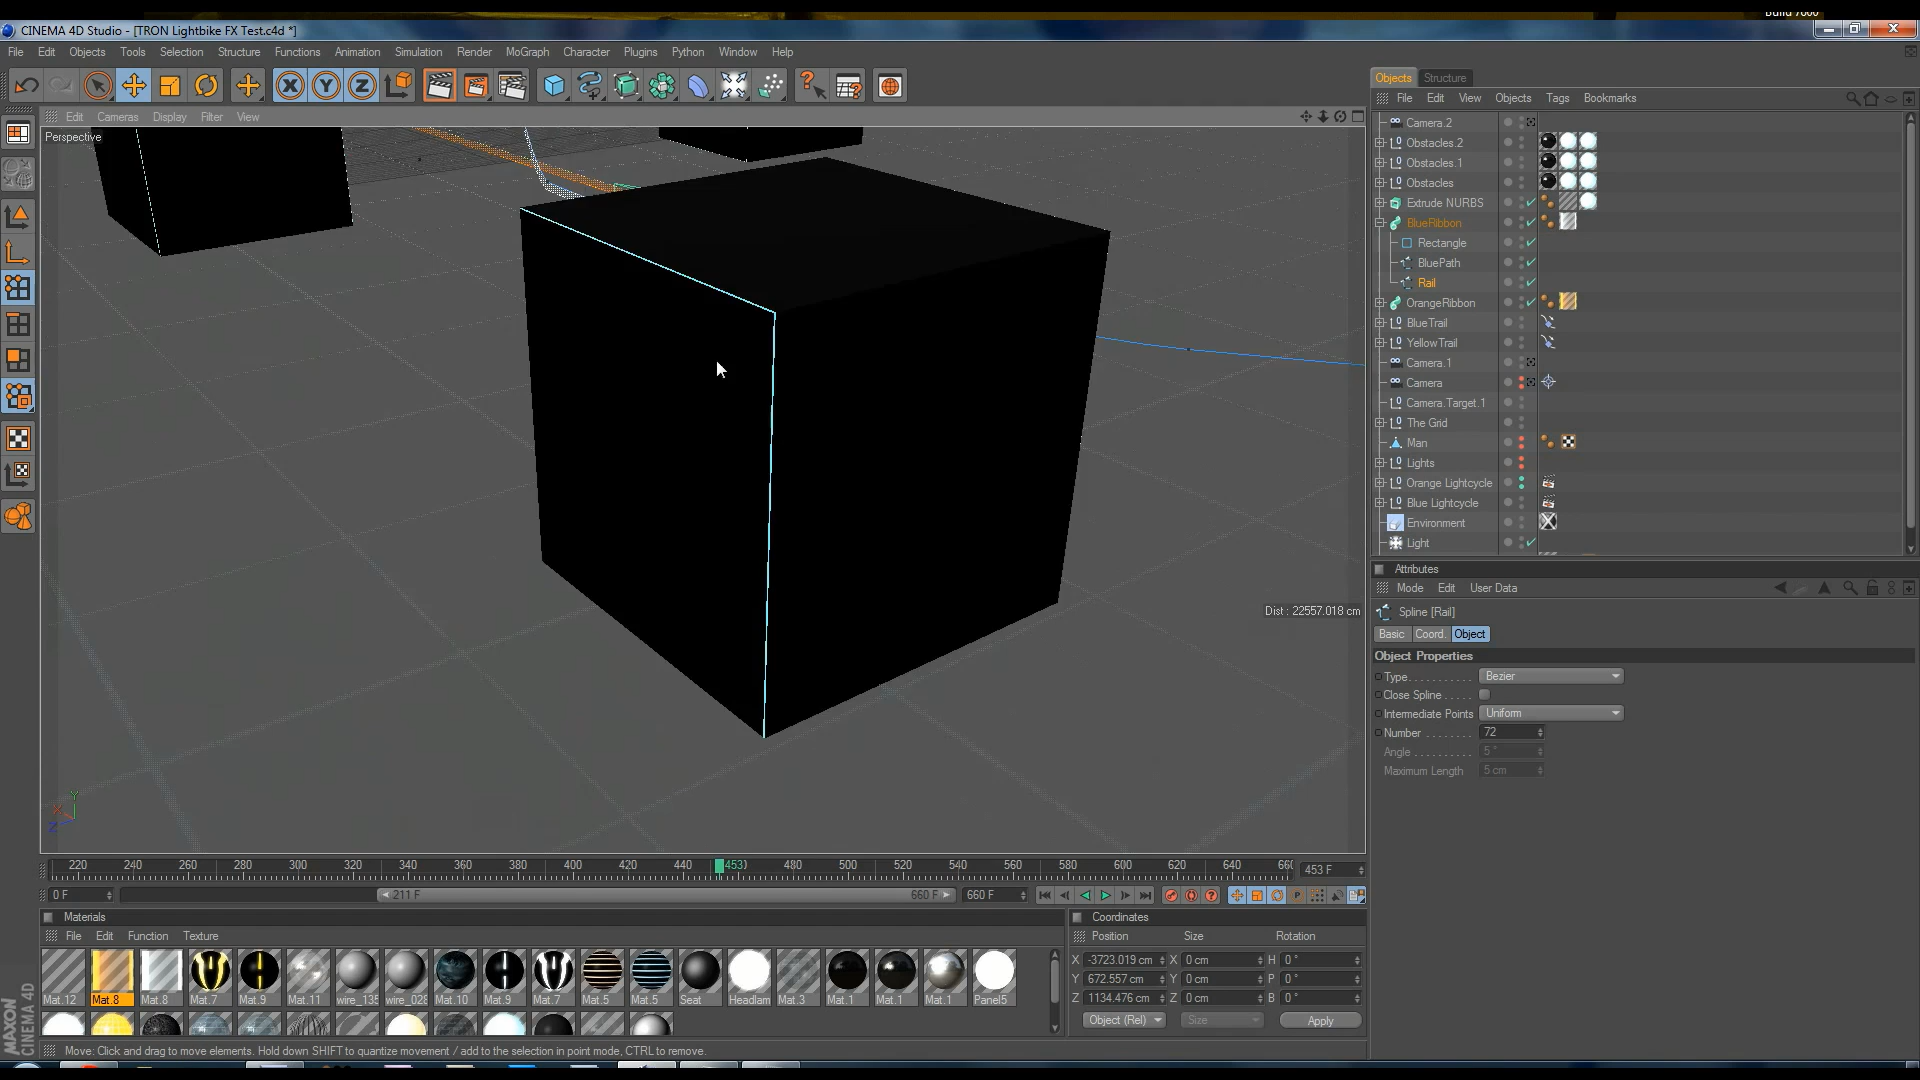 Build 7600
CINEMA 4D Studio - [TRON Lightbike FX Test.c4d *]
File Edit Objects Tools Selection Structure Functions Animation Simulation Render MoGraph Character Plugins Python Window Help
Objects Structure
File Edit View Objects Tags Bookmarks
Edit Cameras Display Filter View
Perspective
Camera.2
Obstacles.2
Obstacles.1
Obstacles
Extrude NURBS
BlueRibbon
Rectangle
BluePath
Rail
OrangeRibbon
BlueTrail
YellowTrail
Camera.1
Camera
Camera.Target.1
The Grid
Man
Lights
Orange Lightcycle
Blue Lightcycle
Environment
Light
Dist : 22557.018 cm
Attributes
Mode Edit User Data
Spline [Rail]
Basic Coord. Object
Object Properties
Type Bezier
Close Spline
Intermediate Points Uniform
Number 72
Angle 5 °
Maximum Length 5 cm
Y
X
Z
220 240 260 280 300 320 340 360 380 400 420 440 453 480 500 520 540 560 580 600 620 640 660 453 F
0 F 211 F 660 F 660 F
Materials
File Edit Function Texture
Mat.12 Mat.8 Mat.8 Mat.7 Mat.9 Mat.11 wire_135 wire_028 Mat.10 Mat.9 Mat.7 Mat.5 Mat.5 Seat Headlam Mat.3 Mat.1 Mat.1 Mat.1 Panel5
Coordinates
Position Size Rotation
X -3723.019 cm X 0 cm H 0 °
Y 672.557 cm Y 0 cm P 0 °
Z 1134.476 cm Z 0 cm B 0 °
Object (Rel) Size Apply
MAXON
CINEMA 4D
Move: Click and drag to move elements. Hold down SHIFT to quantize movement / add to the selection in point mode, CTRL to remove.